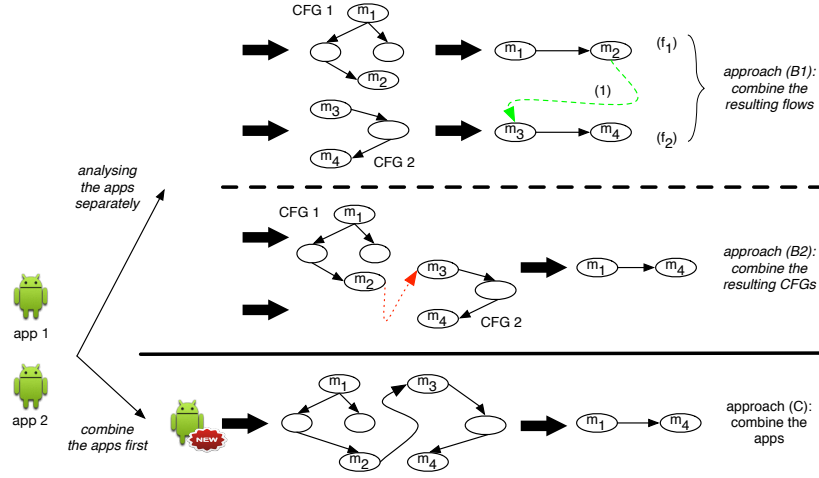 CFG 1
m1
m2
m3
m4
CFG 2
m1
m2
(f1)
(1)
m3
m4
(f2)
approach (B1):
combine the
resulting flows
analysing
the apps
separately
CFG 1
m1
m2
m3
m4
CFG 2
m1
m4
approach (B2):
combine the
resulting CFGs
app 1
app 2
combine
the apps first
NEW
m1
m2
m3
m4
m1
m4
approach (C):
combine the
apps